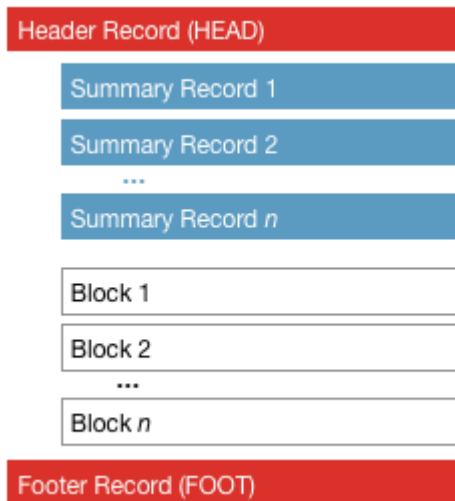 Header Record (HEAD)
Summary Record 1
Summary Record 2
...
Summary Record n
Block 1
Block 2
...
Block n
Footer Record (FOOT)